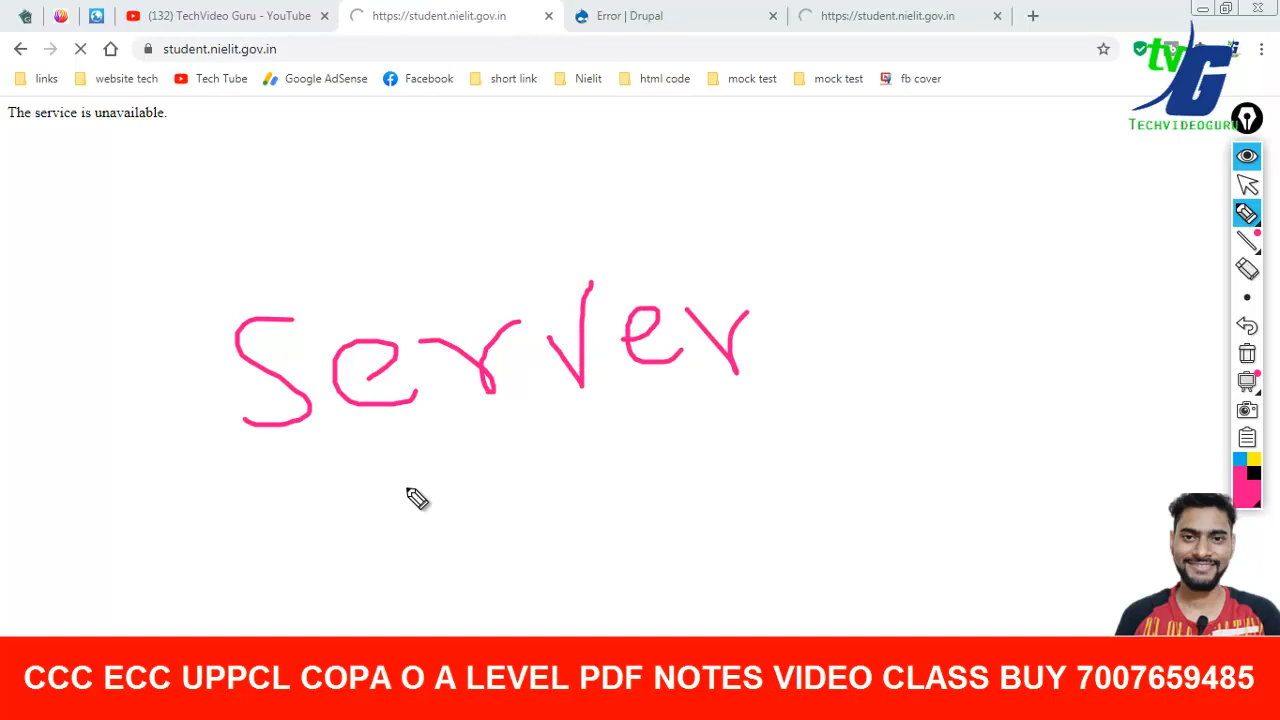 (132) TechVideo Guru - YouTube
https://student.nielit.gov.in
Error | Drupal
https://student.nielit.gov.in
student.nielit.gov.in
links
website tech
Tech Tube
Google AdSense
Facebook
short link
Nielit
html code
mock test
mock test
fb cover
The service is unavailable.
tv G
TECHVIDEOGURU
Server
CCC ECC UPPCL COPA O A LEVEL PDF NOTES VIDEO CLASS BUY 7007659485